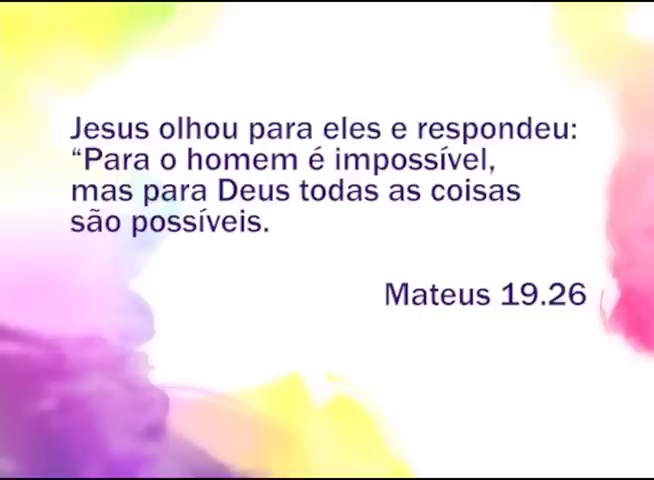 Jesus olhou para eles e respondeu:
“Para o homem é impossível,
mas para Deus todas as coisas
são possíveis.
Mateus 19.26